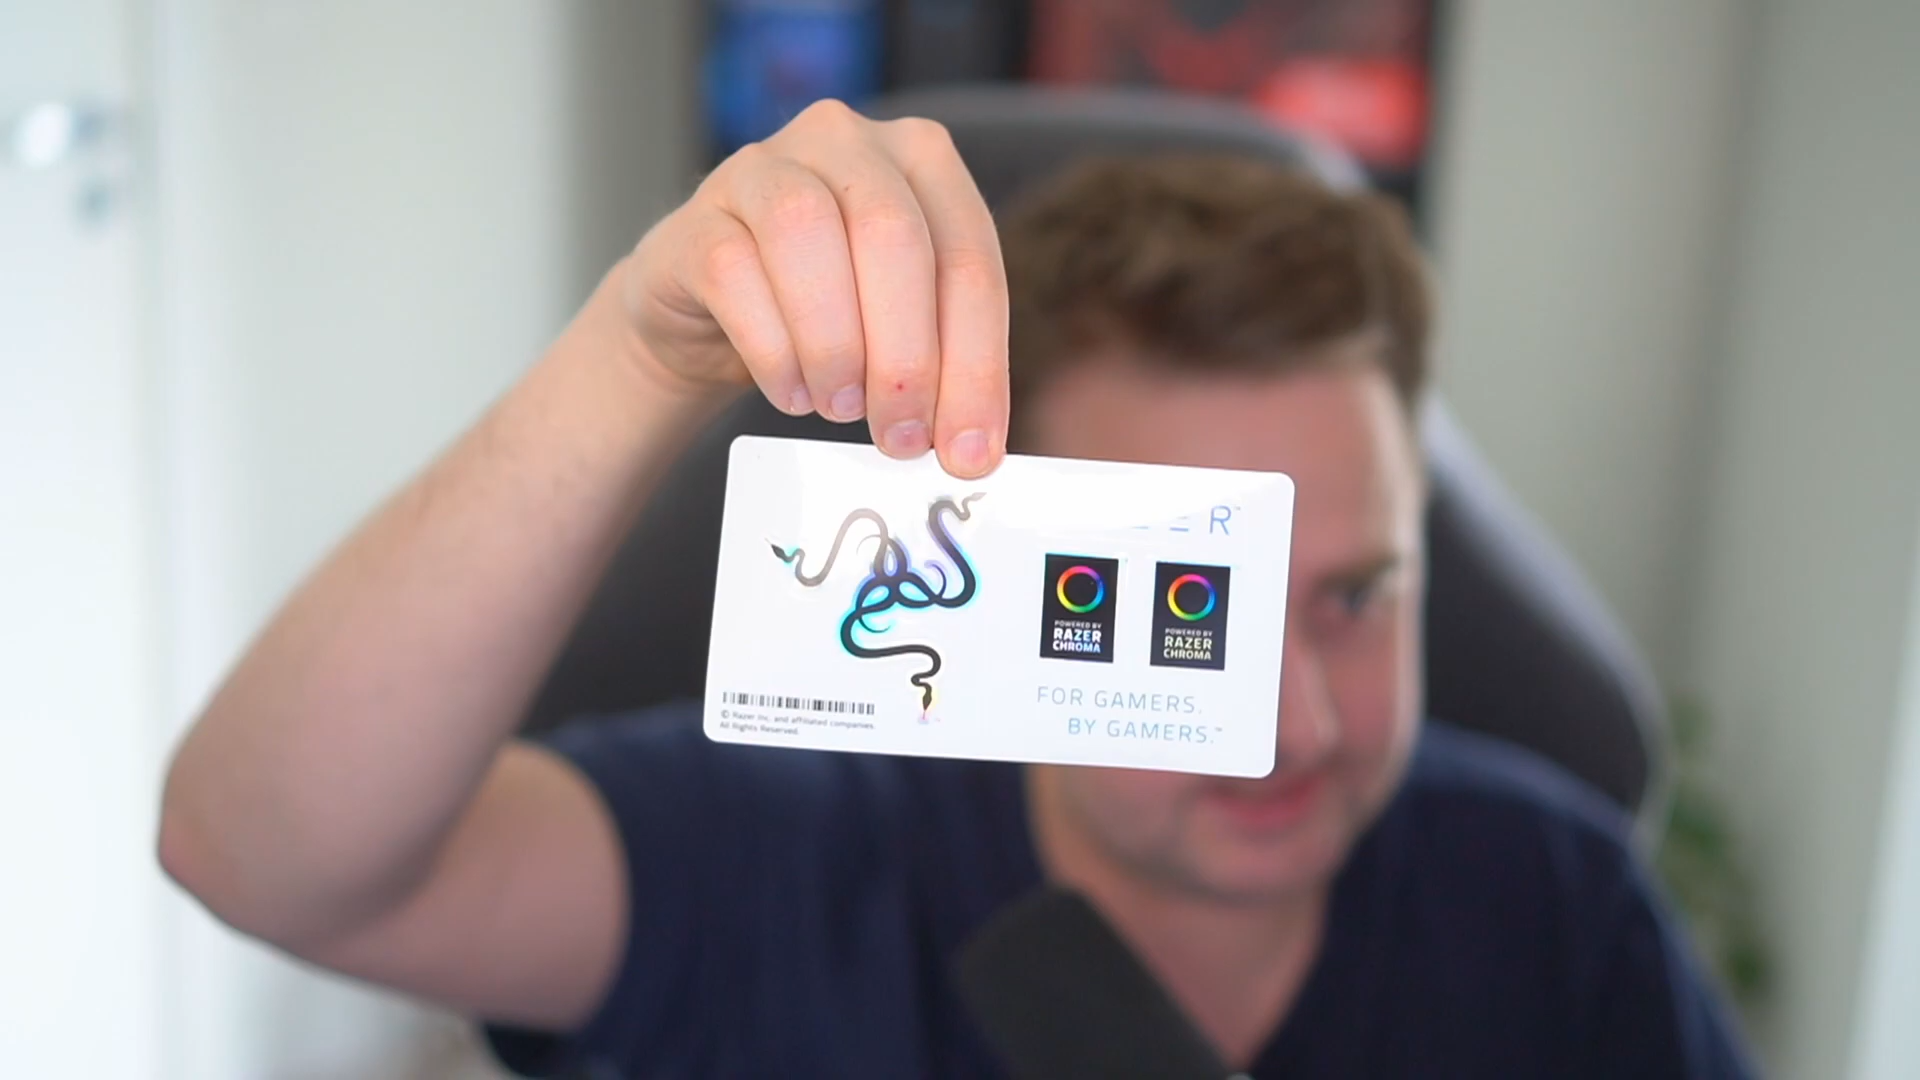 R™
POWERED BY
RAZER
CHROMA
POWERED BY
RAZER
CHROMA
FOR GAMERS.
BY GAMERS.™
© Razer Inc. and affiliated companies.
All Rights Reserved.